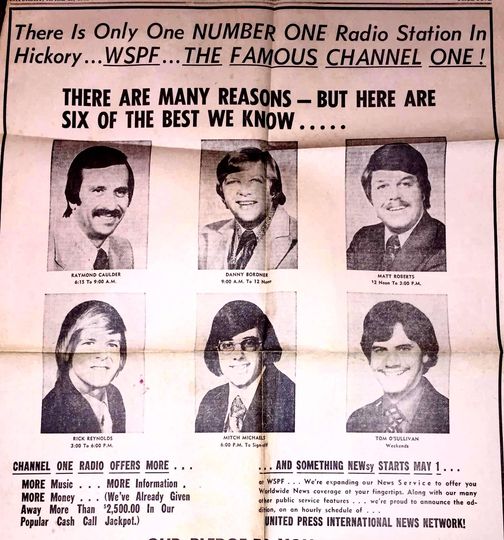 There Is Only One NUMBER ONE Radio Station In
Hickory...WSPF...THE FAMOUS CHANNEL ONE!
THERE ARE MANY REASONS — BUT HERE ARE
SIX OF THE BEST WE KNOW.....
RAYMOND CAULDER
6:15 To 9:00 A.M.
DANNY BORDNER
9:00 A.M. To 12 Noon
MATT ROBERTS
12 Noon To 3:00 P.M.
RICK REYNOLDS
3:00 To 6:00 P.M.
MITCH MICHAELS
6:00 P.M. To Sign-off
TOM O'SULLIVAN
Weekends
CHANNEL ONE RADIO OFFERS MORE . . .
MORE Music . . . MORE Information .
MORE Money . . . (We've Already Given
Away More Than $2,500.00 In Our
Popular Cash Call Jackpot.)
. . . AND SOMETHING NEWsy STARTS MAY 1 . . .
WSPF . . . We're expanding our News Service to offer you
Worldwide News coverage at your fingertips. Along with our many
other public service features . . . we're proud to announce the ad-
dition, on an hourly schedule of . . .
UNITED PRESS INTERNATIONAL NEWS NETWORK!
OUR PLEDGE TO